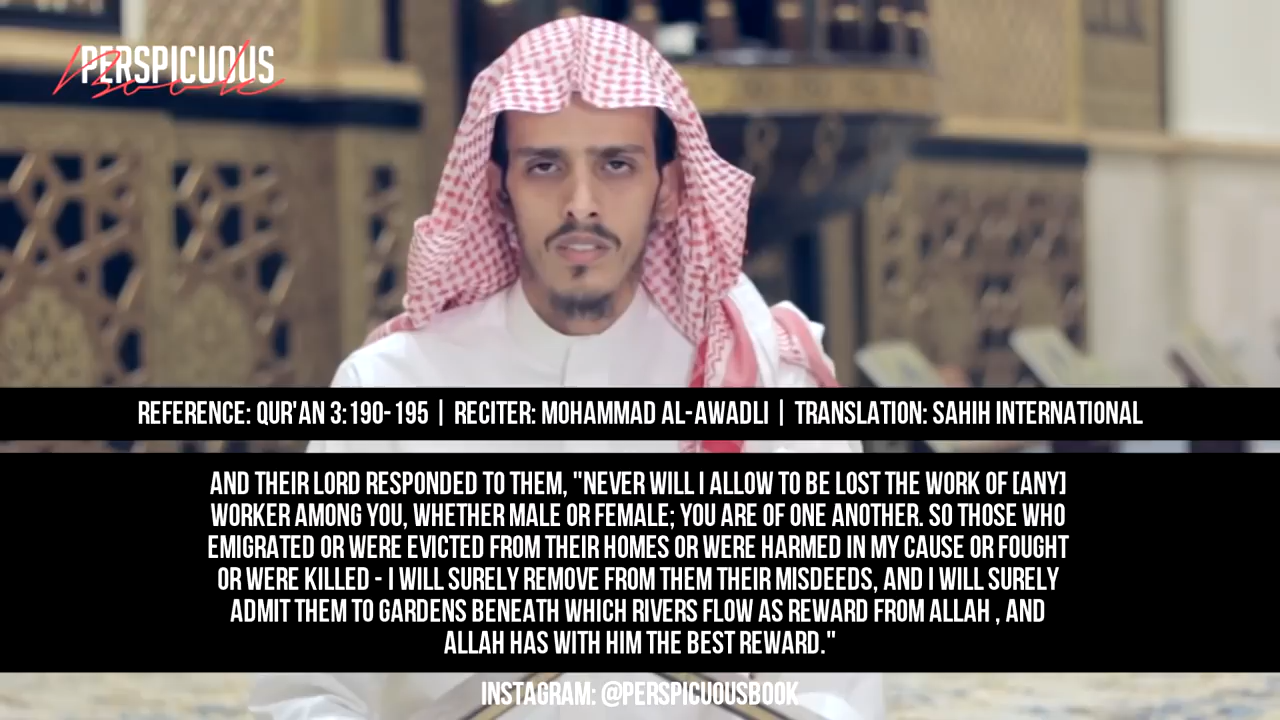 PERSPICUOUS
Book
REFERENCE: QUR'AN 3:190-195 | RECITER: MOHAMMAD AL-AWADLI | TRANSLATION: SAHIH INTERNATIONAL
AND THEIR LORD RESPONDED TO THEM, "NEVER WILL I ALLOW TO BE LOST THE WORK OF [ANY]
WORKER AMONG YOU, WHETHER MALE OR FEMALE; YOU ARE OF ONE ANOTHER. SO THOSE WHO
EMIGRATED OR WERE EVICTED FROM THEIR HOMES OR WERE HARMED IN MY CAUSE OR FOUGHT
OR WERE KILLED - I WILL SURELY REMOVE FROM THEM THEIR MISDEEDS, AND I WILL SURELY
ADMIT THEM TO GARDENS BENEATH WHICH RIVERS FLOW AS REWARD FROM ALLAH , AND
ALLAH HAS WITH HIM THE BEST REWARD."
INSTAGRAM: @PERSPICUOUSBOOK